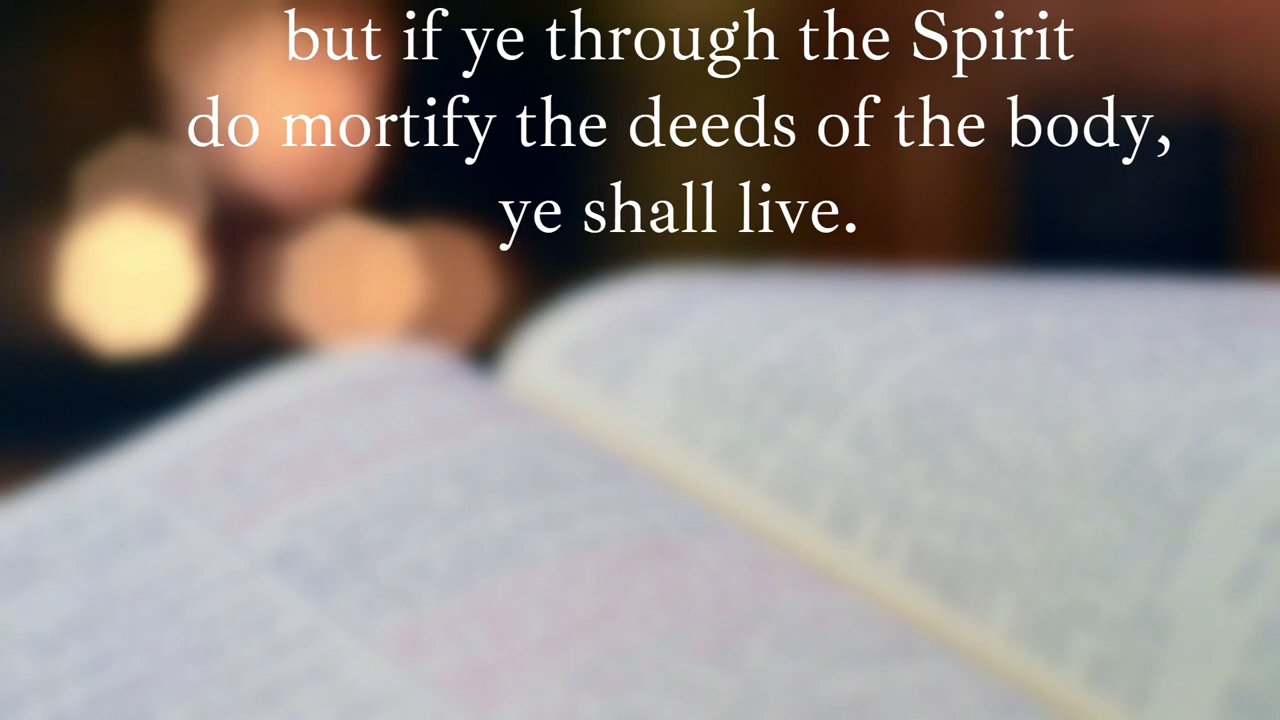 but if ye through the Spirit
do mortify the deeds of the body,
ye shall live.